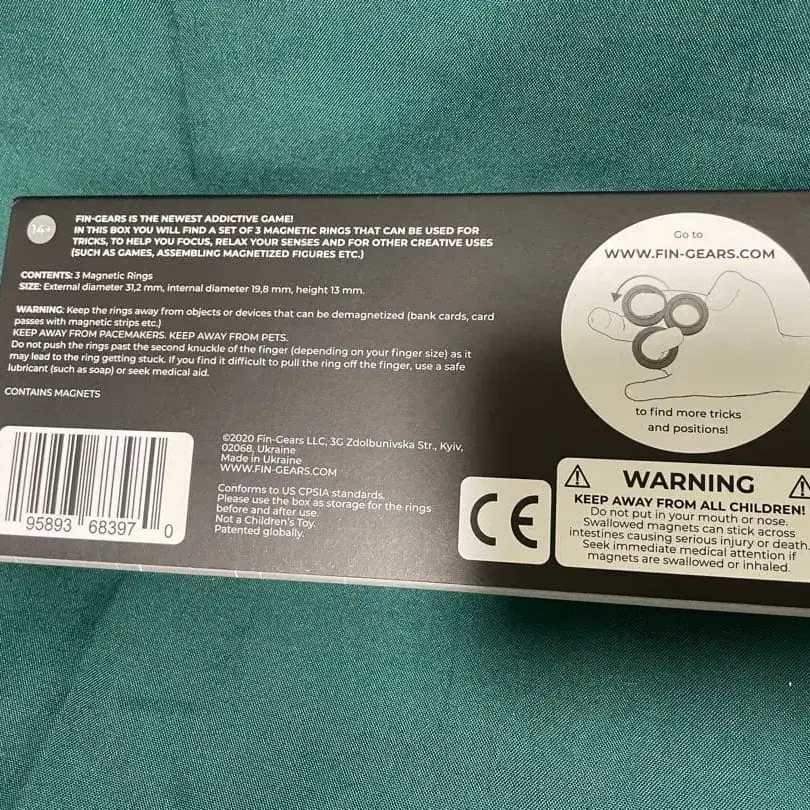 14+
FIN-GEARS IS THE NEWEST ADDICTIVE GAME!
IN THIS BOX YOU WILL FIND A SET OF 3 MAGNETIC RINGS THAT CAN BE USED FOR
TRICKS, TO HELP YOU FOCUS, RELAX YOUR SENSES AND FOR OTHER CREATIVE USES
(SUCH AS GAMES, ASSEMBLING MAGNETIZED FIGURES ETC.)
CONTENTS: 3 Magnetic Rings
SIZE: External diameter 31,2 mm, internal diameter 19,8 mm, height 13 mm.
WARNING: Keep the rings away from objects or devices that can be demagnetized (bank cards, card
passes with magnetic strips etc.)
KEEP AWAY FROM PACEMAKERS. KEEP AWAY FROM PETS.
Do not push the rings past the second knuckle of the finger (depending on your finger size) as it
may lead to the ring getting stuck. If you find it difficult to pull the ring off the finger, use a safe
lubricant (such as soap) or seek medical aid.
CONTAINS MAGNETS
95893 68397 0
©2020 Fin-Gears LLC, 3G Zdolbunivska Str., Kyiv,
02068, Ukraine
Made in Ukraine
WWW.FIN-GEARS.COM
Conforms to US CPSIA standards.
Please use the box as storage for the rings
before and after use.
Not a Children's Toy.
Patented globally.
CE
Go to
WWW.FIN-GEARS.COM
to find more tricks
and positions!
WARNING
KEEP AWAY FROM ALL CHILDREN!
Do not put in your mouth or nose.
Swallowed magnets can stick across
intestines causing serious injury or death.
Seek immediate medical attention if
magnets are swallowed or inhaled.